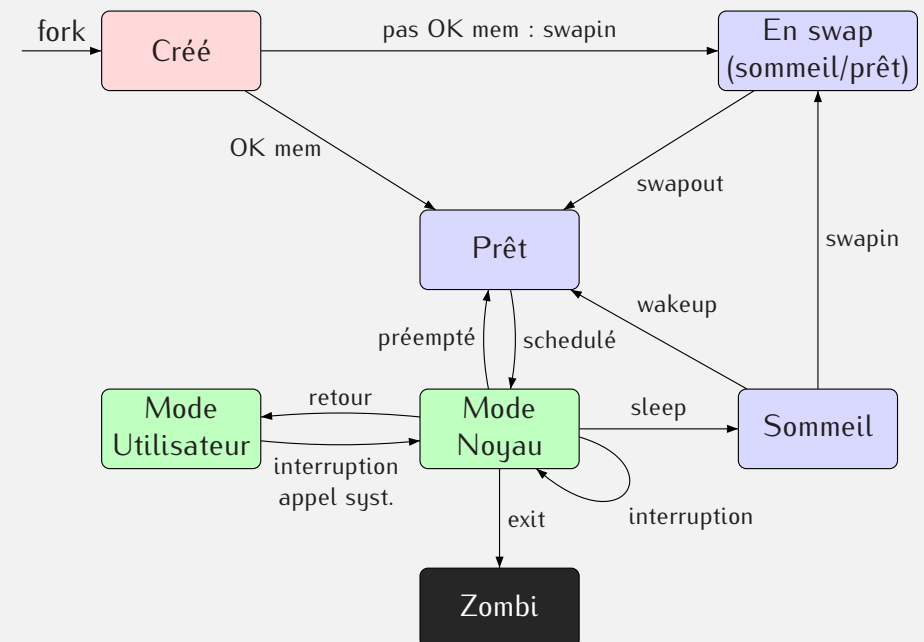 fork
Créé
pas OK mem : swapin
En swap
(sommeil/prêt)
OK mem
swapout
Prêt
swapin
wakeup
préempté
schedulé
retour
Mode
Utilisateur
Mode
Noyau
sleep
Sommeil
interruption
appel syst.
interruption
exit
Zombi